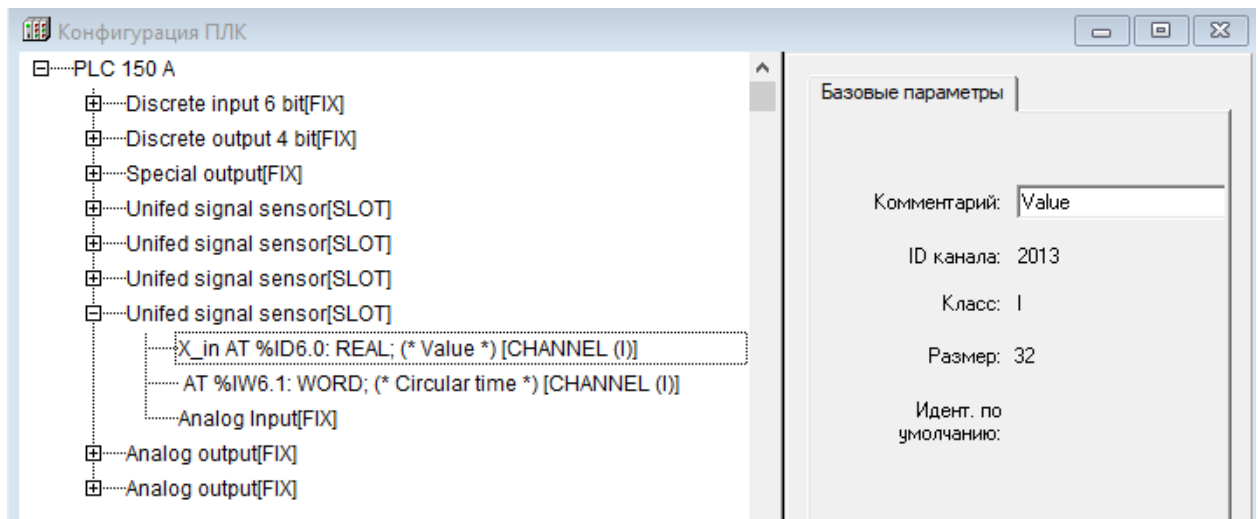 Конфигурация ПЛК
PLC 150 A
Discrete input 6 bit[FIX]
Discrete output 4 bit[FIX]
Special output[FIX]
Unifed signal sensor[SLOT]
Unifed signal sensor[SLOT]
Unifed signal sensor[SLOT]
Unifed signal sensor[SLOT]
X_in AT %ID6.0: REAL; (* Value *) [CHANNEL (I)]
AT %IW6.1: WORD; (* Circular time *) [CHANNEL (I)]
Analog Input[FIX]
Analog output[FIX]
Analog output[FIX]
Базовые параметры
Комментарий: Value
ID канала: 2013
Класс: I
Размер: 32
Идент. по
умолчанию: